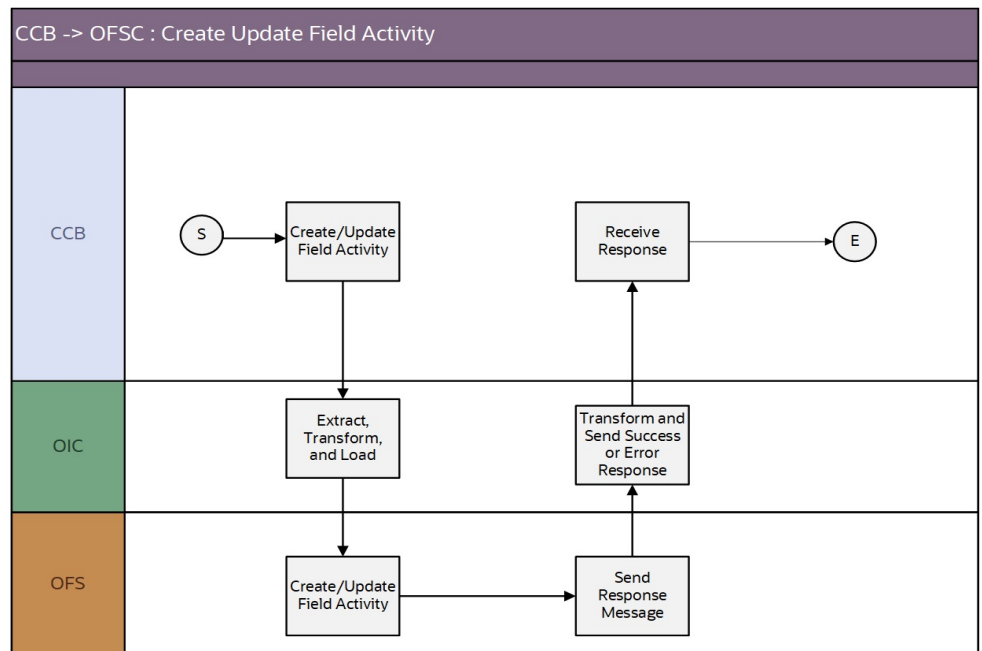 CCB -> OFSC : Create Update Field Activity
CCB
S
Create/Update
Field Activity
Receive
Response
E
OIC
Extract,
Transform,
and Load
Transform and
Send Success
or Error
Response
OFS
Create/Update
Field Activity
Send
Response
Message